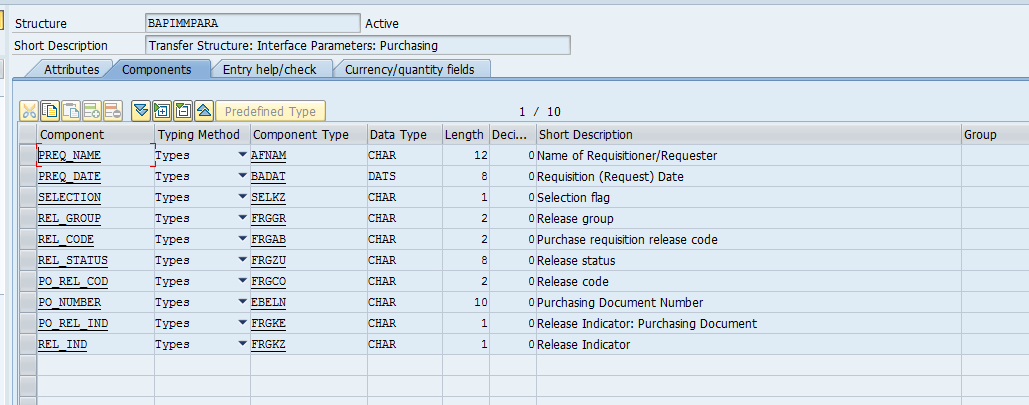 Structure BAPIMMPARA Active
Short Description Transfer Structure: Interface Parameters: Purchasing
Attributes Components Entry help/check Currency/quantity fields
Predefined Type 1 / 10
Component Typing Method Component Type Data Type Length Deci... Short Description Group
PREQ_NAME Types AFNAM CHAR 12 0 Name of Requisitioner/Requester
PREQ_DATE Types BADAT DATS 8 0 Requisition (Request) Date
SELECTION Types SELKZ CHAR 1 0 Selection flag
REL_GROUP Types FRGGR CHAR 2 0 Release group
REL_CODE Types FRGAB CHAR 2 0 Purchase requisition release code
REL_STATUS Types FRGZU CHAR 8 0 Release status
PO_REL_COD Types FRGCO CHAR 2 0 Release code
PO_NUMBER Types EBELN CHAR 10 0 Purchasing Document Number
PO_REL_IND Types FRGKE CHAR 1 0 Release Indicator: Purchasing Document
REL_IND Types FRGKZ CHAR 1 0 Release Indicator